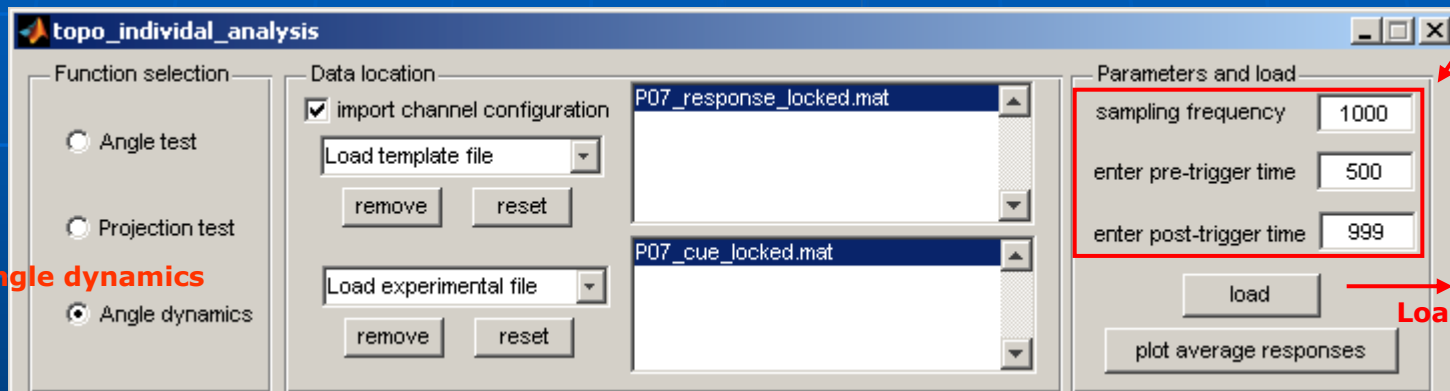 topo_individal_analysis
Function selection
Angle test
Projection test
ngle dynamics
Angle dynamics
Data location
import channel configuration
Load template file
remove reset
Load experimental file
remove reset
P07_response_locked.mat
P07_cue_locked.mat
Parameters and load
sampling frequency 1000
enter pre-trigger time 500
enter post-trigger time 999
load
Loa
plot average responses